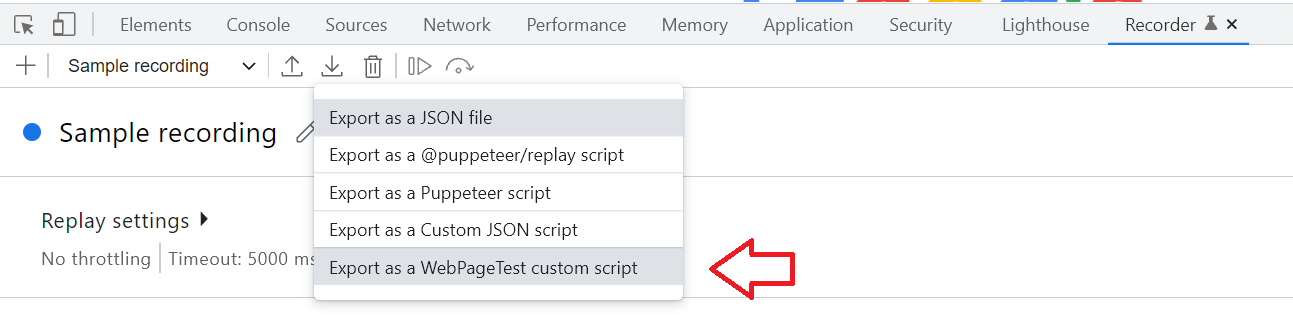 Elements Console Sources Network Performance Memory Application Security Lighthouse Recorder
Sample recording
Sample recording
Export as a JSON file
Export as a @puppeteer/replay script
Export as a Puppeteer script
Replay settings
Export as a Custom JSON script
No throttling Timeout: 5000 ms
Export as a WebPageTest custom script